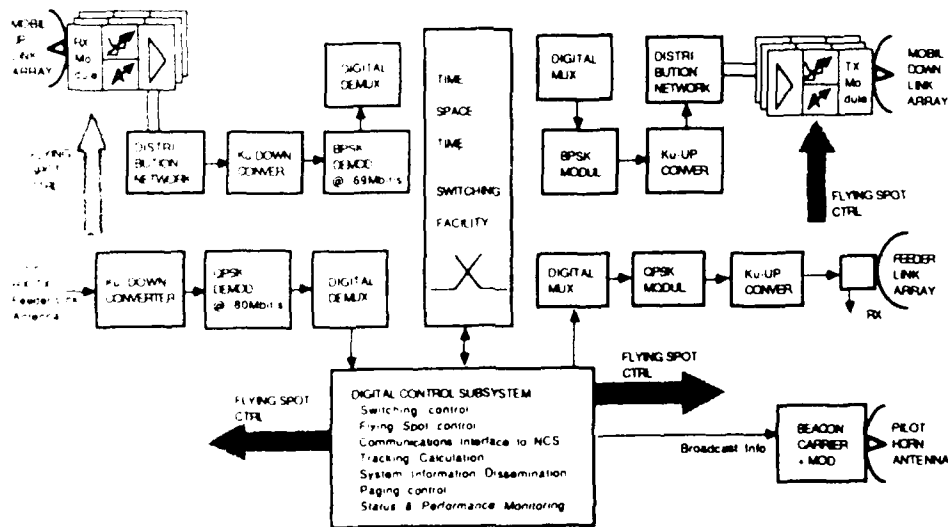 MOBIL
LINK
ARRAY
RX
Mo
dule
DISTRI
BUTION
NETWORK
Ku DOWN
CONVER
BPSK
DEMOD
@ 69Mbit/s
DIGITAL
DEMUX
CTRL
TIME
SPACE
TIME
SWITCHING
FACILITY
DIGITAL
MUX
BPSK
MODUL
Ku-UP
CONVER
DISTRI
BUTION
NETWORK
TX
Mo
dule
MOBIL
DOWN
LINK
ARRAY
FLYING SPOT
CTRL
Feeder Link
Antenna
Ku DOWN
CONVERTER
QPSK
DEMOD
@ 80Mbit/s
DIGITAL
DEMUX
DIGITAL
MUX
QPSK
MODUL
Ku-UP
CONVER
RX
FEEDER
LINK
ARRAY
FLYING SPOT
CTRL
FLYING SPOT
CTRL
DIGITAL CONTROL SUBSYSTEM
Switching control
Flying Spot control
Communications Interface to NCS
Tracking Calculation
System Information Dissemination
Paging control
Status & Performance Monitoring
Broadcast Info
BEACON
CARRIER
+ MOD
PILOT
HORN
ANTENNA